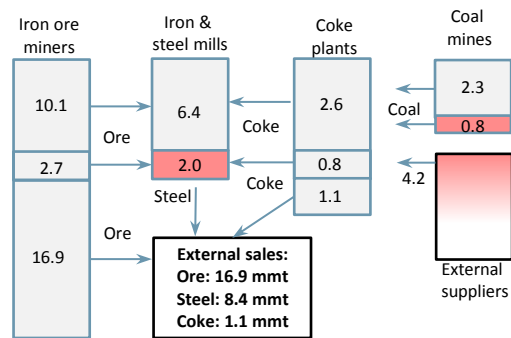 Iron ore
miners
Iron &
steel mills
Coke
plants
Coal
mines
10.1
6.4
2.6
2.3
Ore
Coke
Coal
0.8
2.7
2.0
0.8
4.2
Steel
Coke
1.1
16.9
Ore
External sales:
Ore: 16.9 mmt
Steel: 8.4 mmt
Coke: 1.1 mmt
External
suppliers